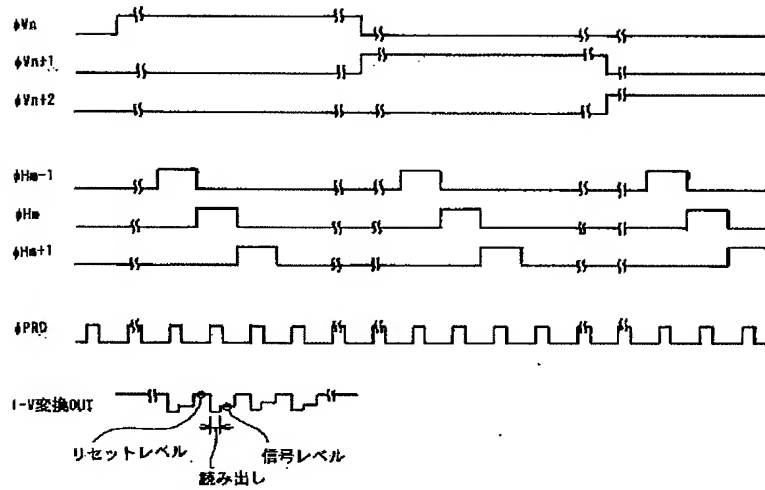 φVn
φVn+1
φVn+2
φHm-1
φHm
φHm+1
φPRD
I-V変換OUT
リセットレベル
信号レベル
読み出し